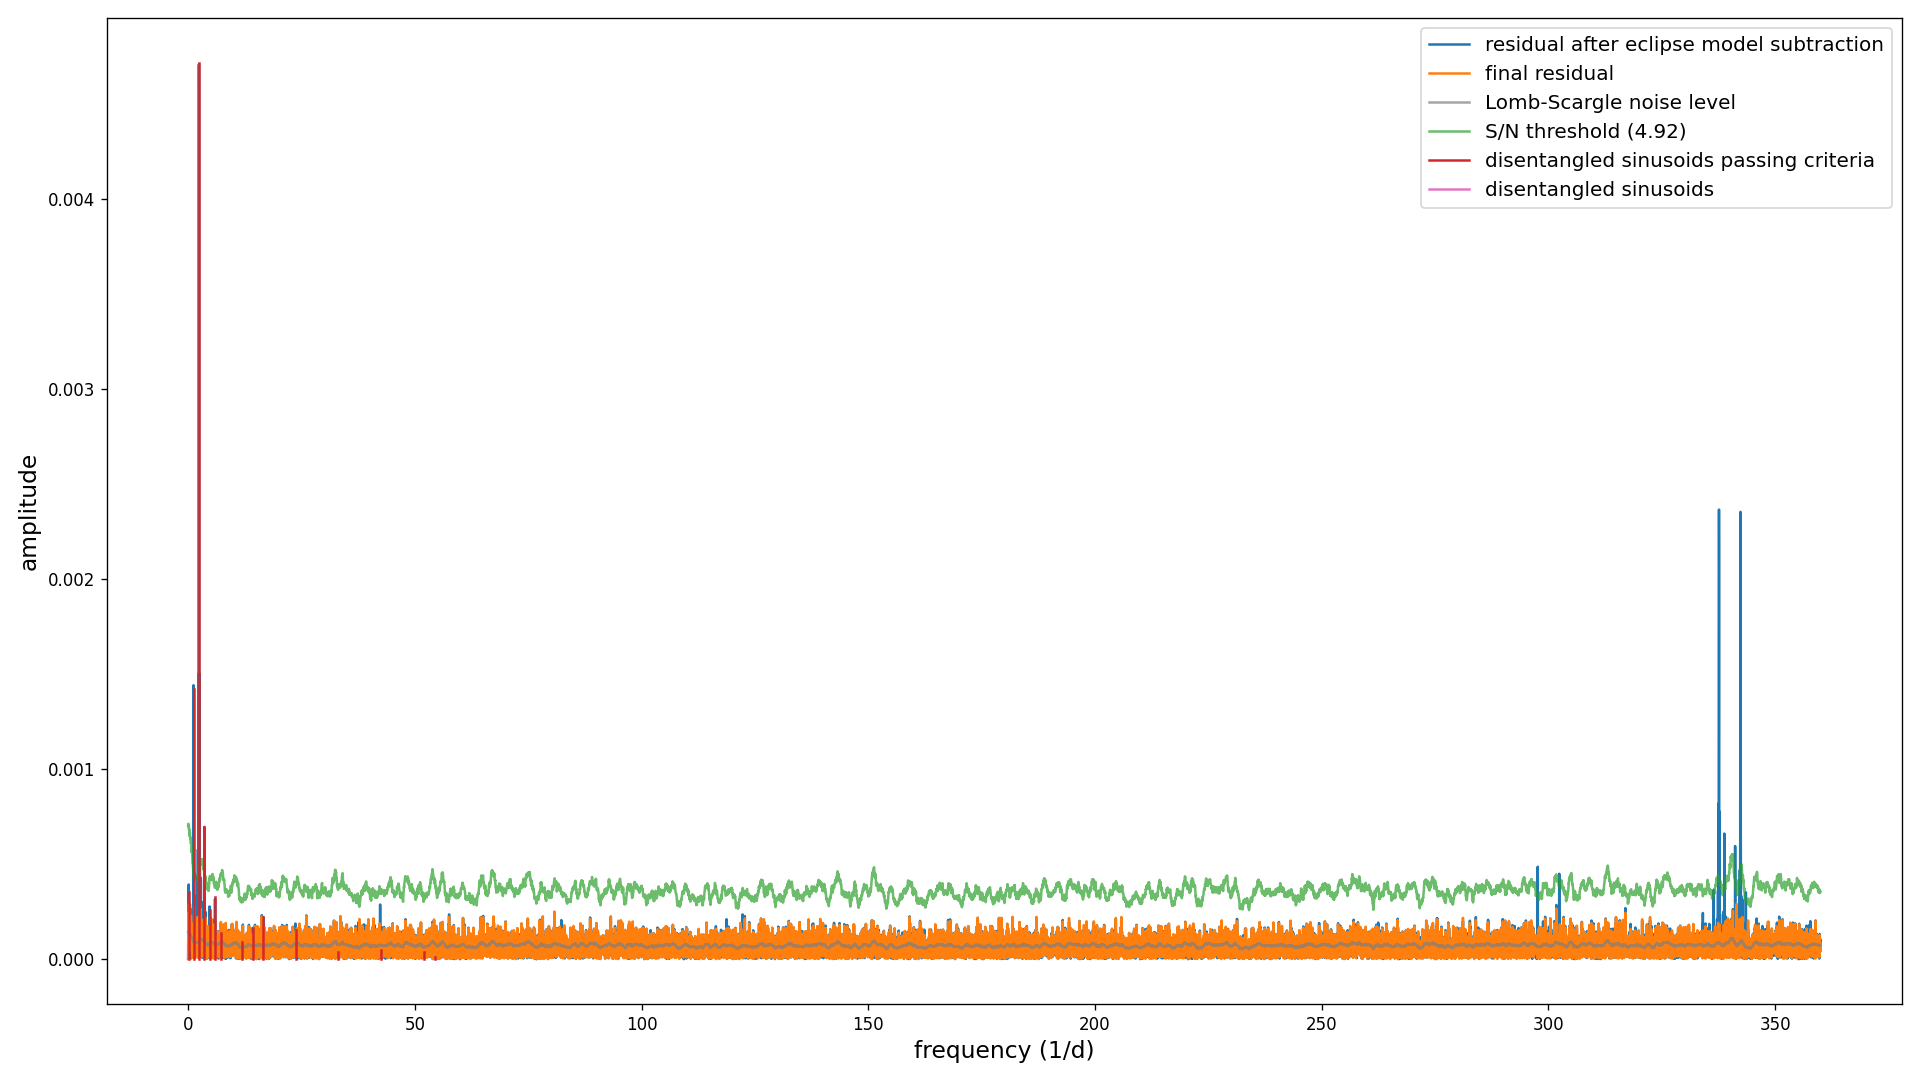 residual after eclipse model subtraction
final residual
Lomb-Scargle noise level
S/N threshold (4.92)
disentangled sinusoids passing criteria
disentangled sinusoids
amplitude
0.004
0.003
0.002
0.001
0.000
0 50 100 150 200 250 300 350
frequency (1/d)